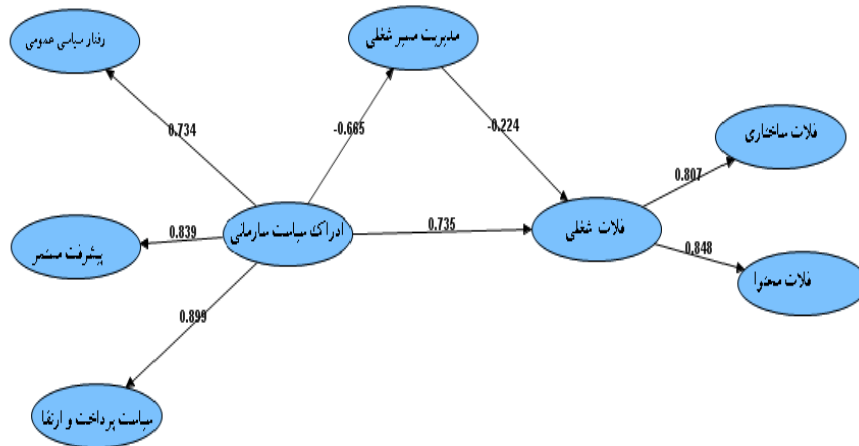 رفتار سیاسی عمومی
مدیریت مسیر شغلی
0.734
-0.665
-0.224
فلات ساختاری
0.807
ادراک سیاست سازمانی
0.735
فلات شغلی
پیشرفت مستمر
0.839
0.848
فلات محتوا
0.899
سیاست پرداخت و ارتقا